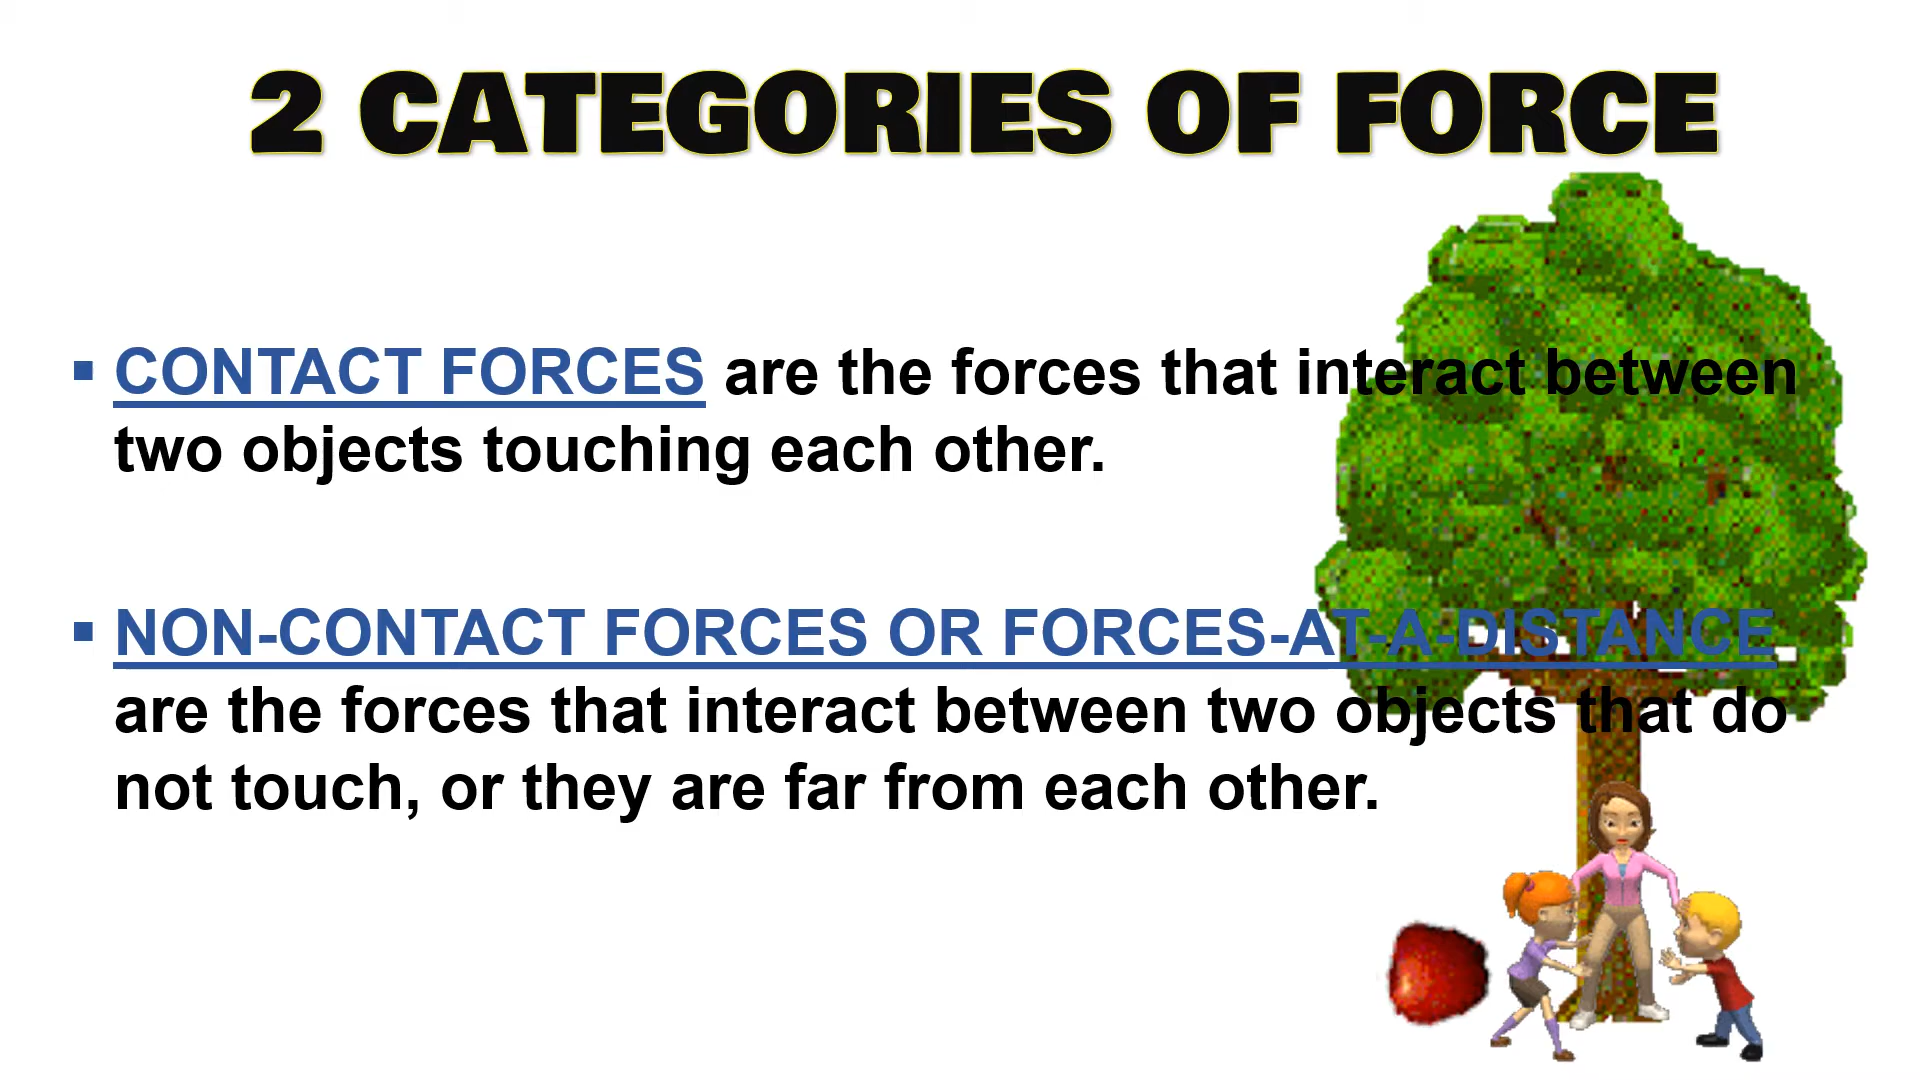 2 CATEGORIES OF FORCE
▪ CONTACT FORCES are the forces that interact between
two objects touching each other.
▪ NON-CONTACT FORCES OR FORCES-AT-A-DISTANCE
are the forces that interact between two objects that do
not touch, or they are far from each other.